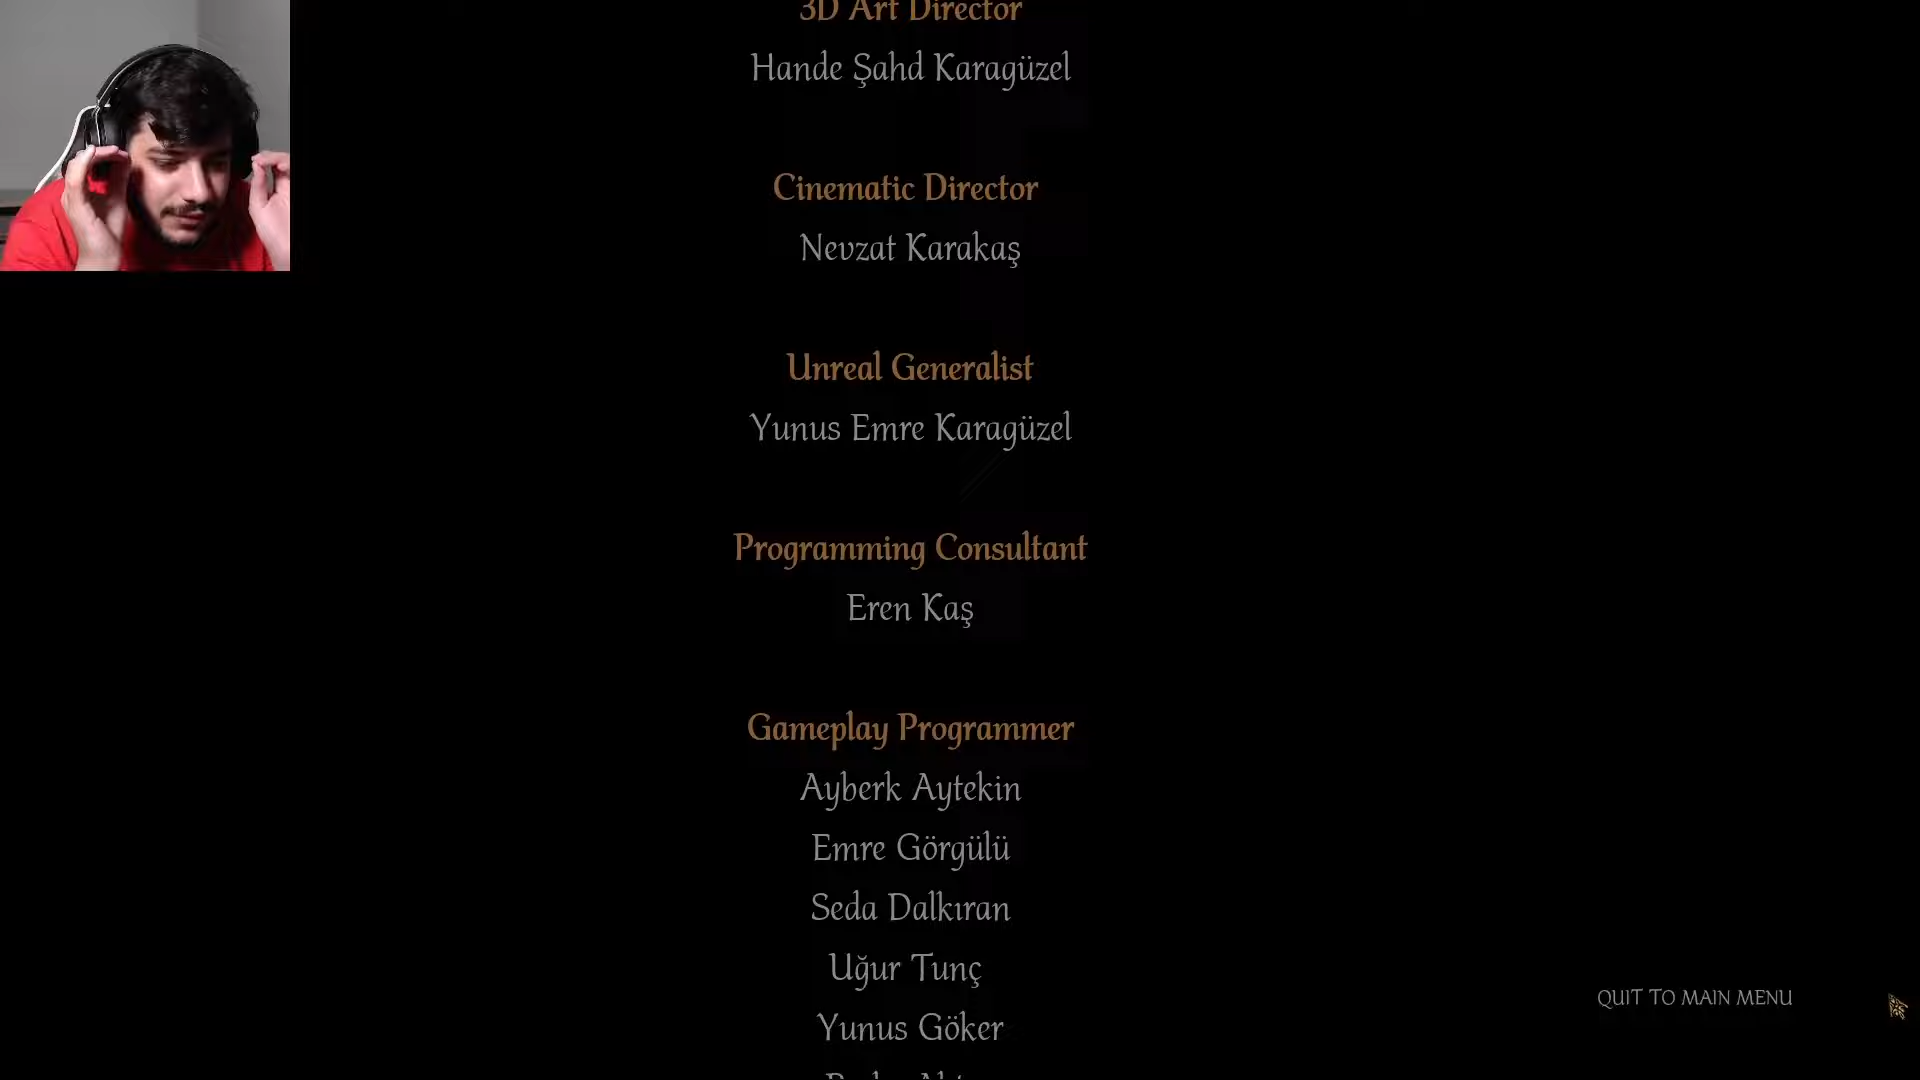 3D Art Director
Hande Şahd Karagüzel
Cinematic Director
Nevzat Karakaş
Unreal Generalist
Yunus Emre Karagüzel
Programming Consultant
Eren Kaş
Gameplay Programmer
Ayberk Aytekin
Emre Görgülü
Seda Dalkıran
Uğur Tunç
QUIT TO MAIN MENU
Yunus Göker